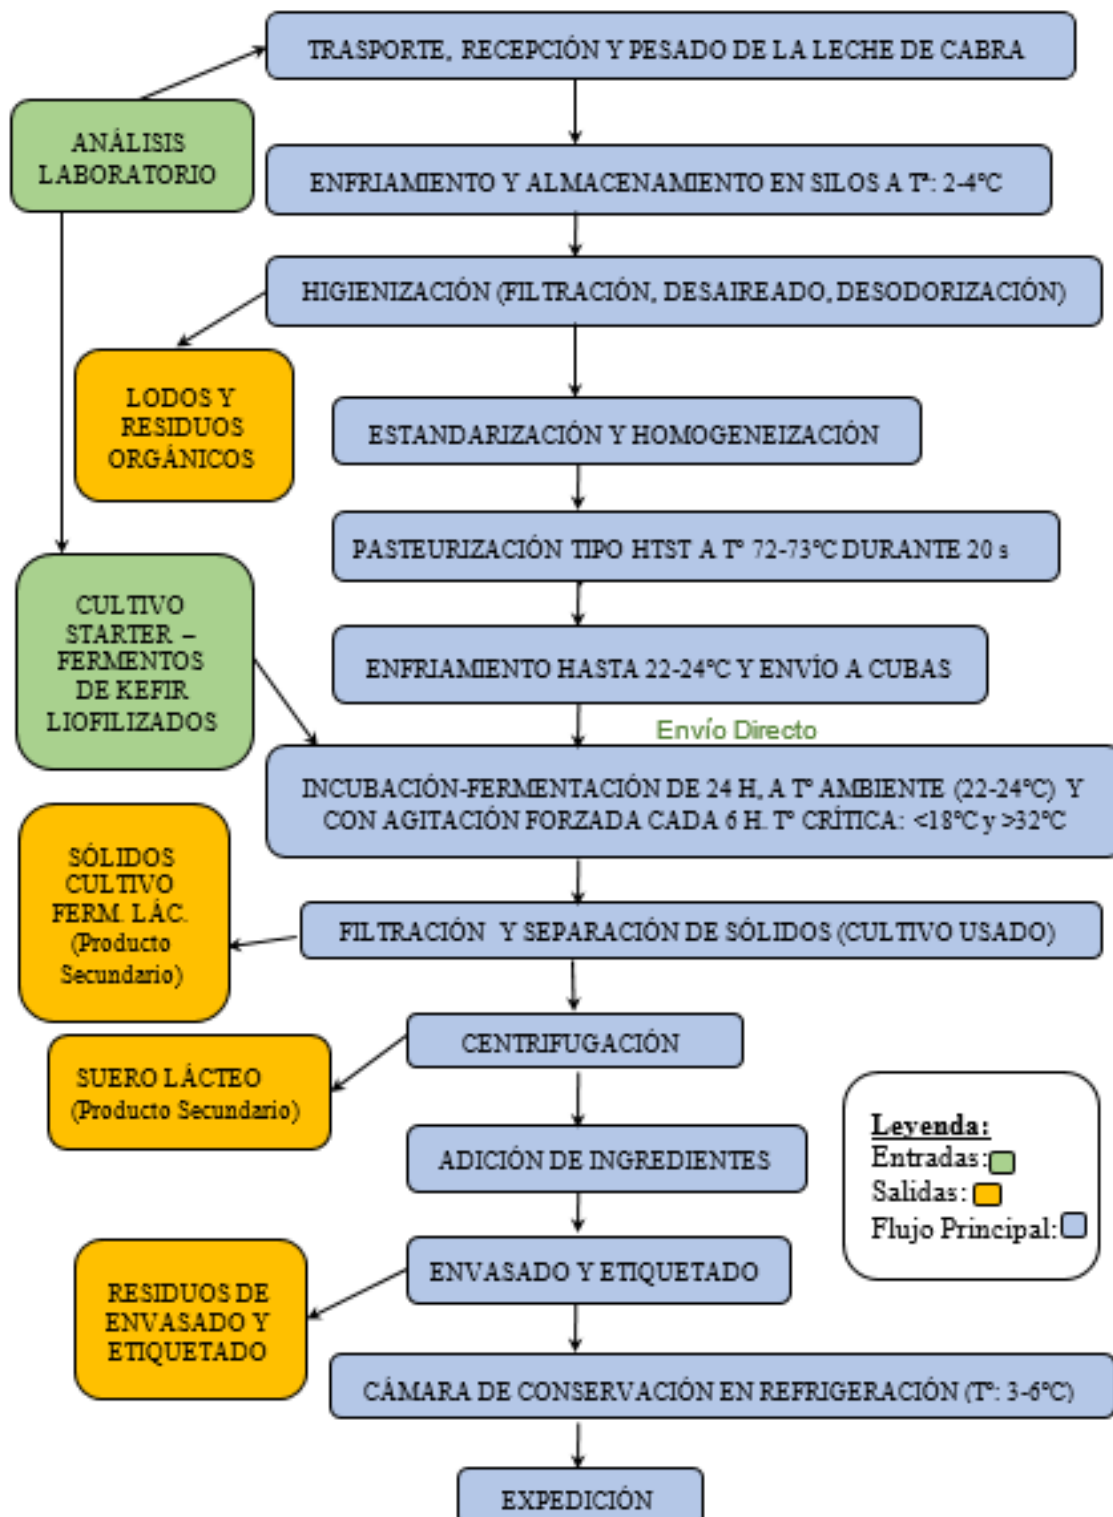 TRASPORTE, RECEPCIÓN Y PESADO DE LA LECHE DE CABRA
ANÁLISIS
LABORATORIO
ENFRIAMIENTO Y ALMACENAMIENTO EN SILOS A Tª: 2-4ºC
HIGIENIZACIÓN (FILTRACIÓN, DESAIREADO, DESODORIZACIÓN)
LODOS Y
RESIDUOS
ORGÁNICOS
ESTANDARIZACIÓN Y HOMOGENEIZACIÓN
PASTEURIZACIÓN TIPO HTST A Tº 72-73ºC DURANTE 20 s
CULTIVO
STARTER –
FERMENTOS
DE KEFIR
LIOFILIZADOS
ENFRIAMIENTO HASTA 22-24ºC Y ENVÍO A CUBAS
Envío Directo
INCUBACIÓN-FERMENTACIÓN DE 24 H, A Tº AMBIENTE (22-24ºC) Y
CON AGITACIÓN FORZADA CADA 6 H. Tº CRÍTICA: <18ºC y >32ºC
SÓLIDOS
CULTIVO
FERM. LÁC.
(Producto
Secundario)
FILTRACIÓN Y SEPARACIÓN DE SÓLIDOS (CULTIVO USADO)
CENTRIFUGACIÓN
SUERO LÁCTEO
(Producto Secundario)
ADICIÓN DE INGREDIENTES
Leyenda:
Entradas:
Salidas:
Flujo Principal:
ENVASADO Y ETIQUETADO
RESIDUOS DE
ENVASADO Y
ETIQUETADO
CÁMARA DE CONSERVACIÓN EN REFRIGERACIÓN (Tº: 3-6ºC)
EXPEDICIÓN